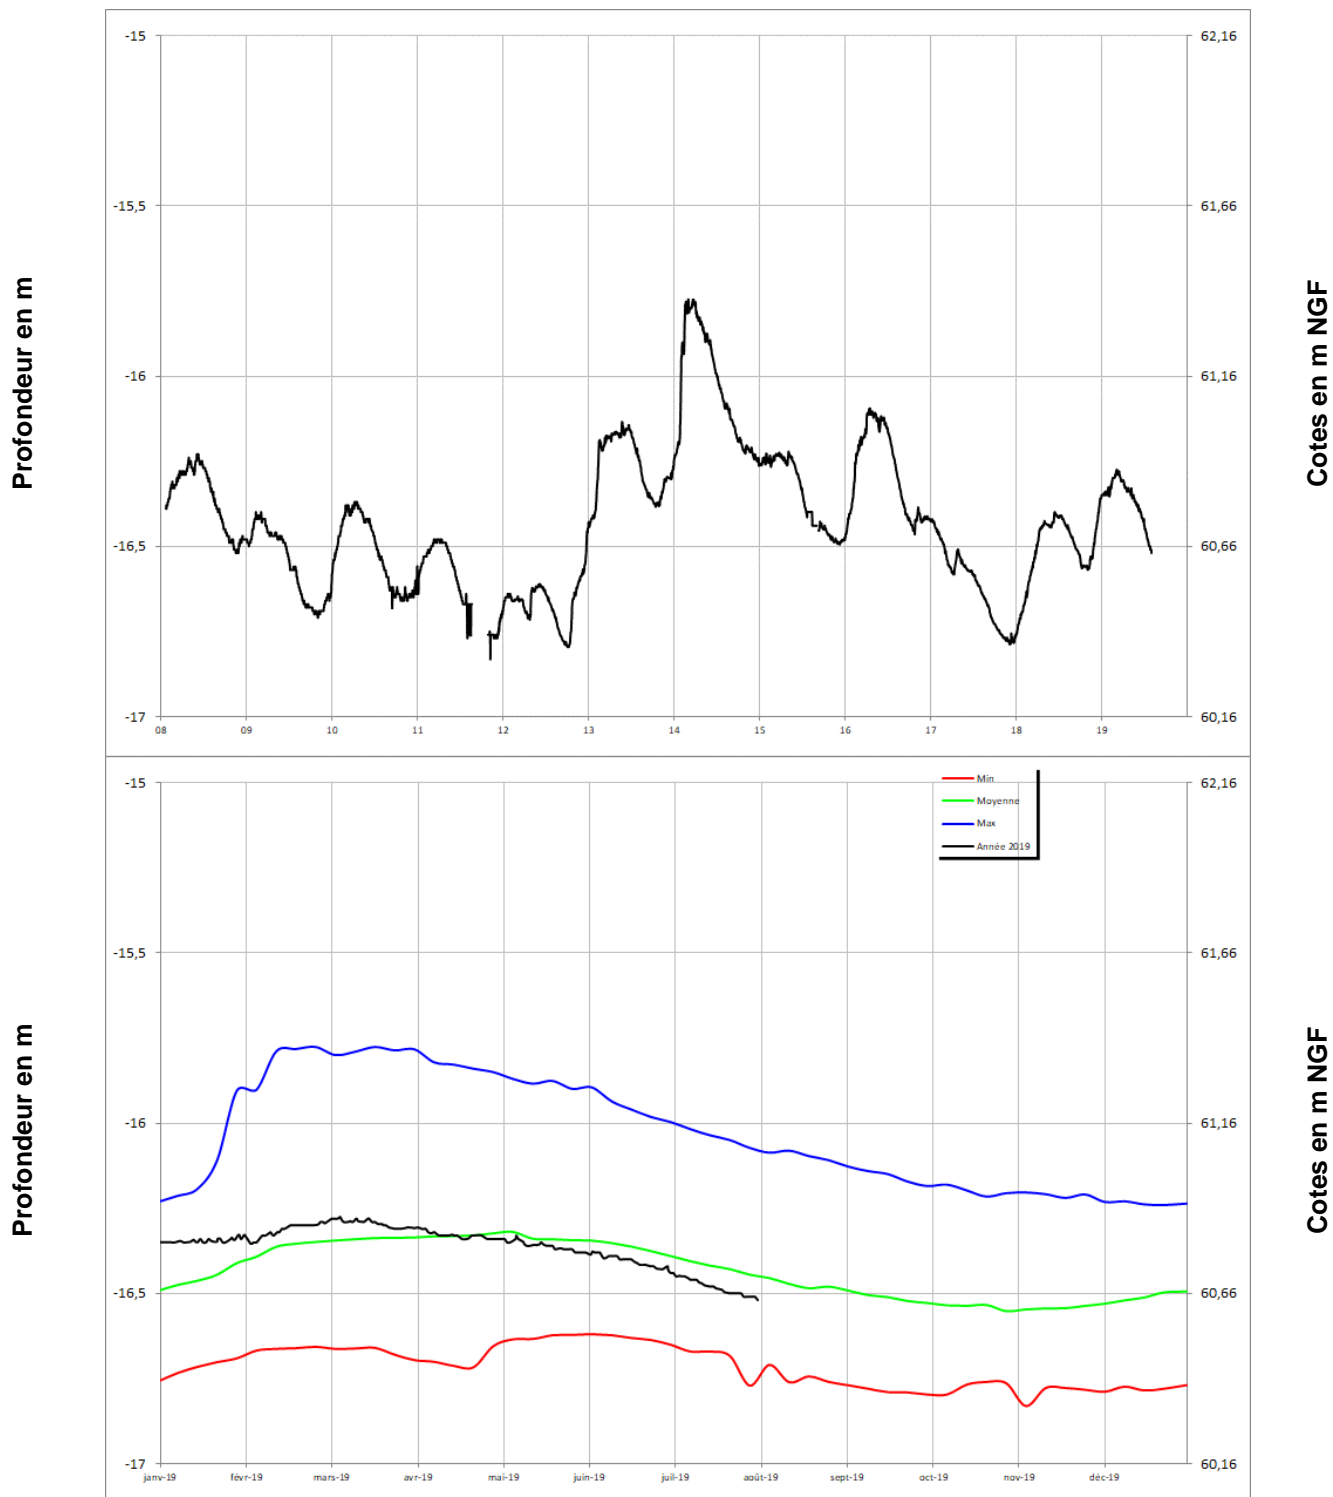 -15
62,16
-15,5
61,66
Profondeur en m
Cotes en m NGF
-16
61,16
-16,5
60,66
-17
60,16
08 09 10 11 12 13 14 15 16 17 18 19
Min
-15
62,16
Moyenne
Max
Année 2019
-15,5
61,66
Profondeur en m
Cotes en m NGF
-16
61,16
-16,5
60,66
-17
60,16
janv-19 févr-19 mars-19 avr-19 mai-19 juin-19 juil-19 août-19 sept-19 oct-19 nov-19 déc-19